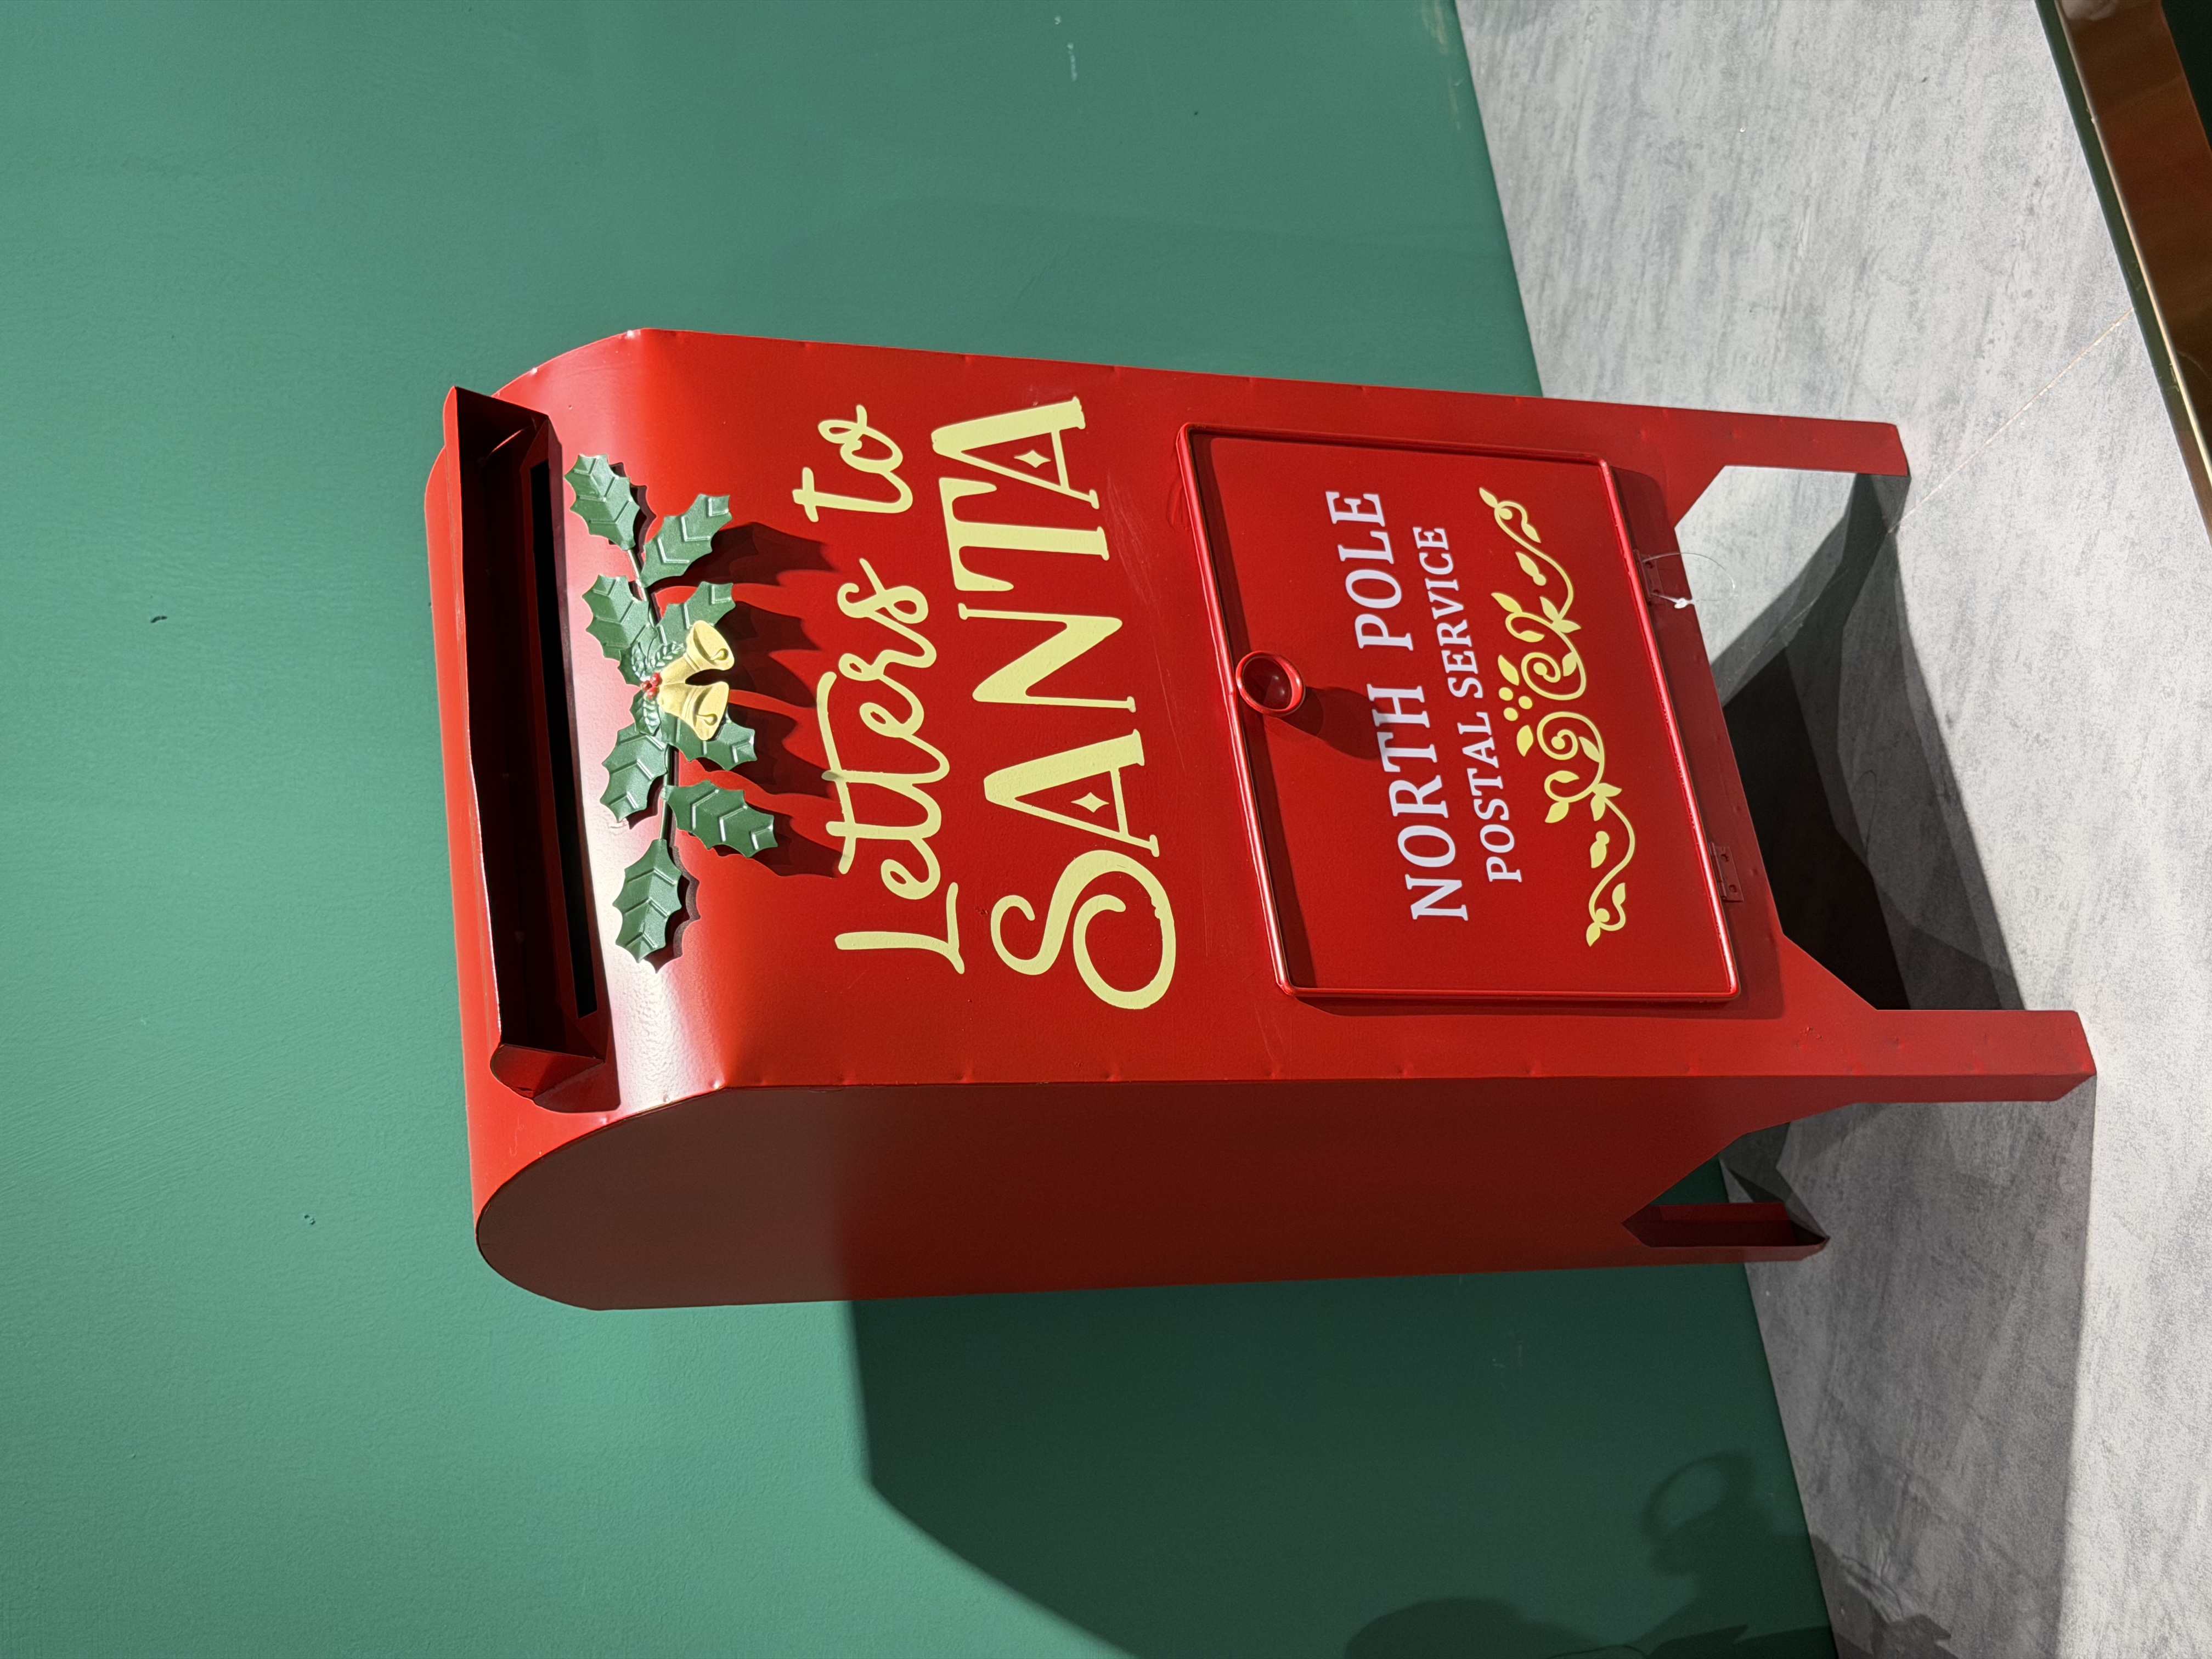 Letters to
SANTA
NORTH POLE
POSTAL SERVICE